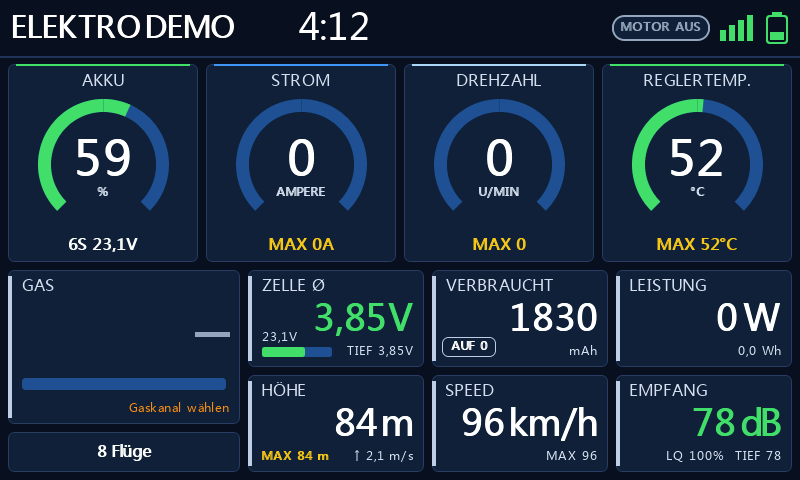 ELEKTRO DEMO
4:12
MOTOR AUS
AKKU
59
%
6S 23,1V
STROM
0
AMPERE
MAX 0A
DREHZAHL
0
U/MIN
MAX 0
REGLERTEMP.
52
°C
MAX 52°C
GAS
—
Gaskanal wählen
8 Flüge
ZELLE Ø
3,85V
23,1V
TIEF 3,85V
VERBRAUCHT
1830
AUF 0
mAh
LEISTUNG
0 W
0,0 Wh
HÖHE
84 m
MAX 84 m
↑ 2,1 m/s
SPEED
96 km/h
MAX 96
EMPFANG
78 dB
LQ 100% TIEF 78